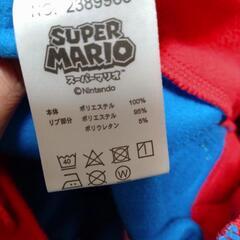 NO. 2389966
SUPER
MARIO
スーパーマリオ
©Nintendo
本体 ポリエステル 100%
リブ部分 ポリエステル 95%
ポリウレタン 5%
40